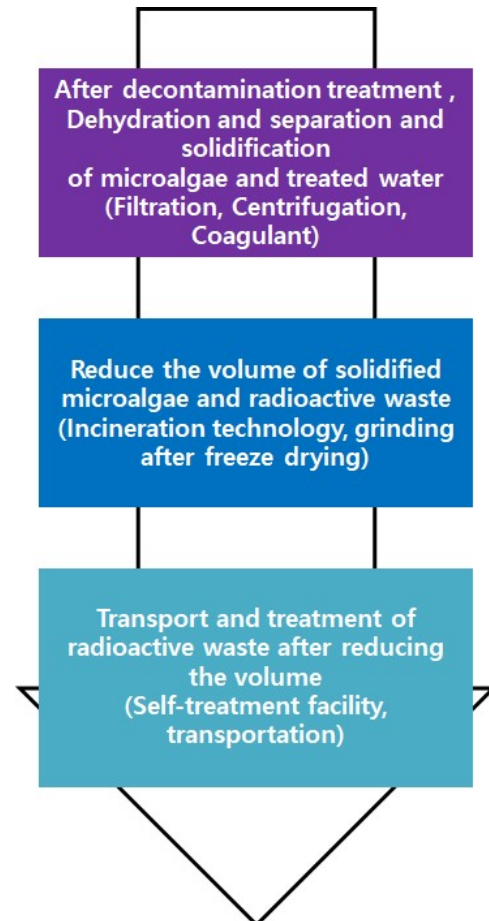 After decontamination treatment ,
Dehydration and separation and
solidification
of microalgae and treated water
(Filtration, Centrifugation,
Coagulant)
Reduce the volume of solidified
microalgae and radioactive waste
(Incineration technology, grinding
after freeze drying)
Transport and treatment of
radioactive waste after reducing
the volume
(Self-treatment facility,
transportation)